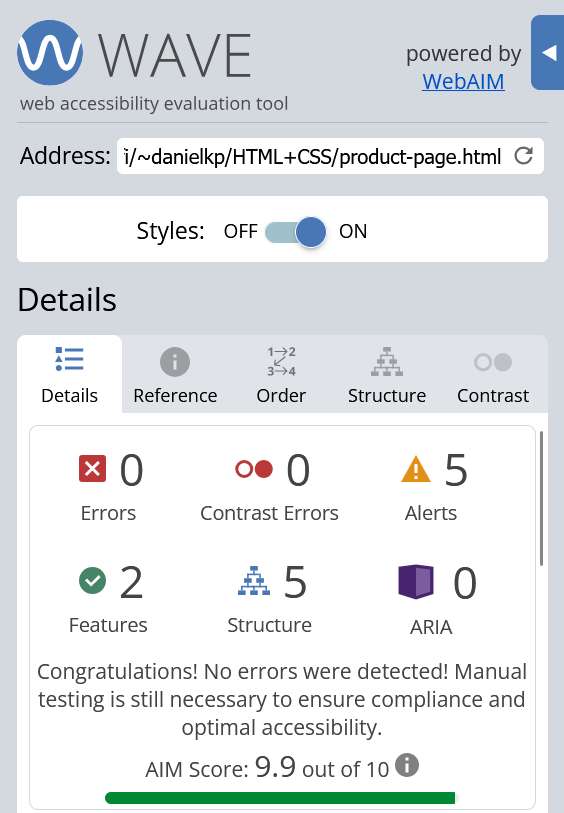 WAVE
web accessibility evaluation tool
powered by
WebAIM
Address: i/~danielkp/HTML+CSS/product-page.html
Styles: OFF ON
Details
1 2
3 4
Details Reference Order Structure Contrast
0 0 5
Errors Contrast Errors Alerts
2 5 0
Features Structure ARIA
Congratulations! No errors were detected! Manual
testing is still necessary to ensure compliance and
optimal accessibility.
AIM Score: 9.9 out of 10